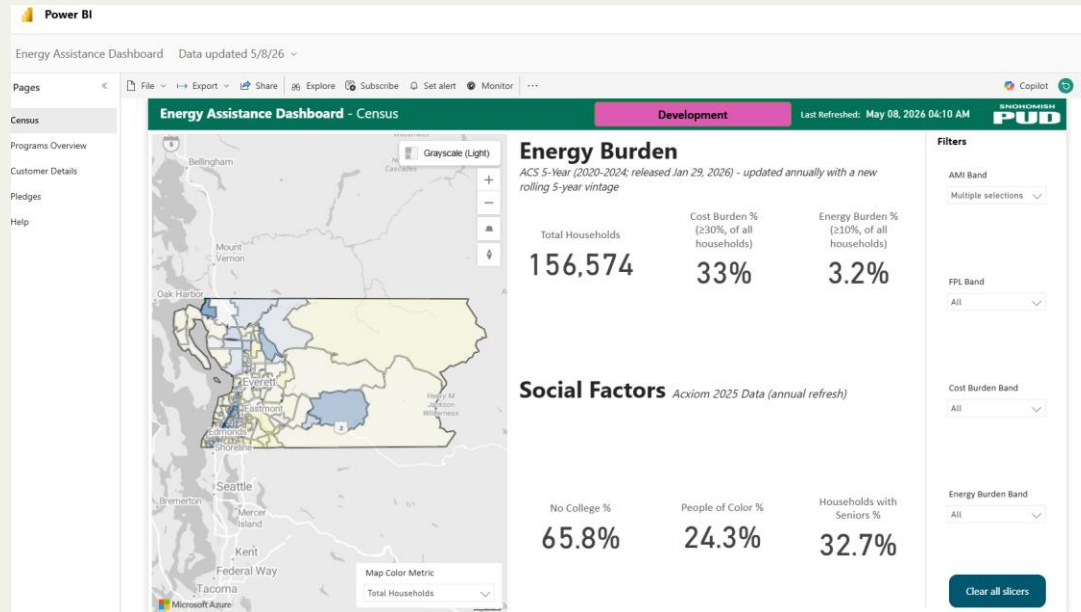 Power BI
Energy Assistance Dashboard Data updated 5/8/26
Pages
File Export Share Explore Subscribe Set alert Monitor ... Copilot
Census
Programs Overview
Customer Details
Pledges
Help
Energy Assistance Dashboard - Census
Development
Last Refreshed: May 08, 2026 04:10 AM
SNOHOMISH
PUD
Grayscale (Light)
5
Bellingham
Cascades
Mount
Vernon
Oak Harbor
Everett
Eastmont
Henry M
Jackson
Wilderness
2
Edmonds
Shoreline
Seattle
Bremerton
Mercer
Island
Kent
Federal Way
Tacoma
Microsoft Azure
Map Color Metric
Total Households
Energy Burden
ACS 5-Year (2020-2024; released Jan 29, 2026) - updated annually with a new
rolling 5-year vintage
Total Households
156,574
Cost Burden %
(≥30%, of all
households)
33%
Energy Burden %
(≥10%, of all
households)
3.2%
Social Factors Acxiom 2025 Data (annual refresh)
No College %
65.8%
People of Color %
24.3%
Households with
Seniors %
32.7%
Filters
AMI Band
Multiple selections
FPL Band
All
Cost Burden Band
All
Energy Burden Band
All
Clear all slicers